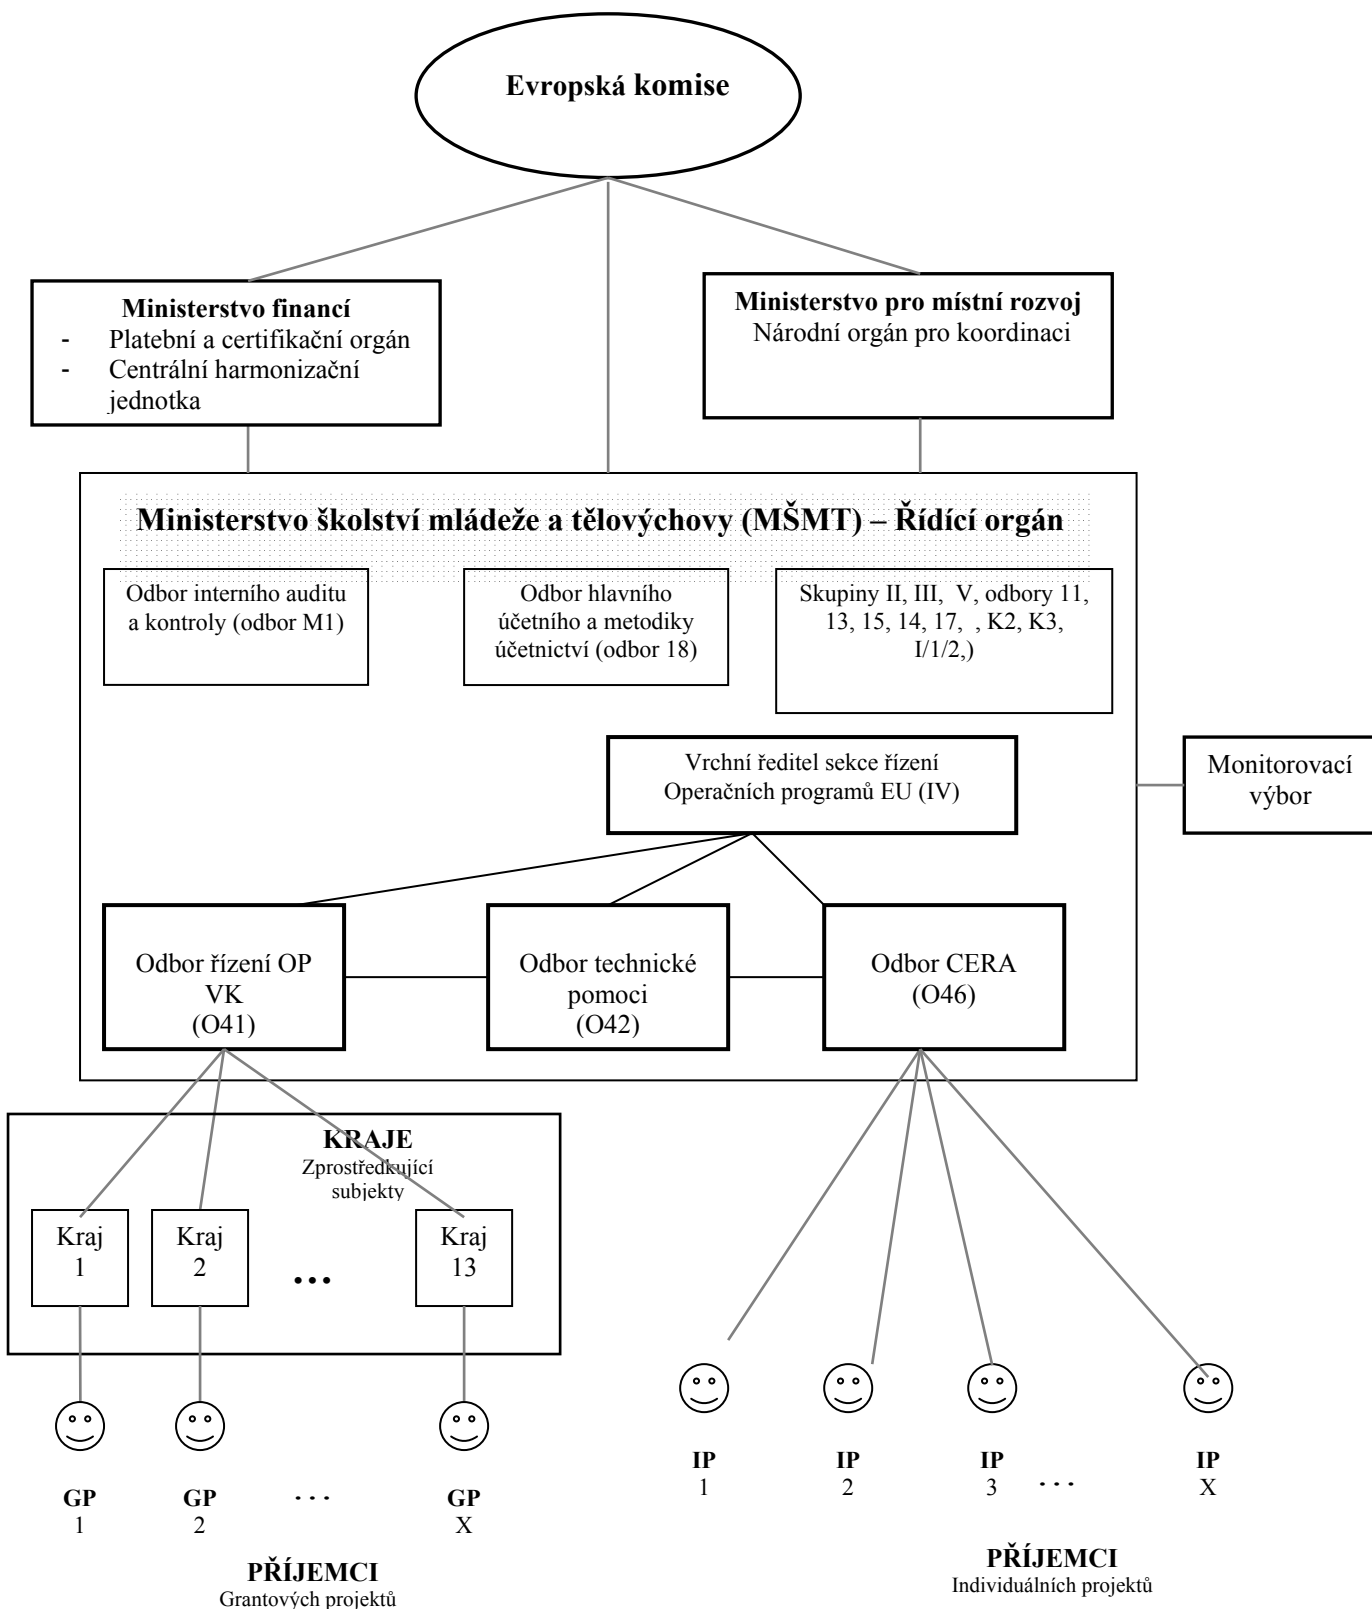 Evropská komise
Ministerstvo financí
- Platební a certifikační orgán
- Centrální harmonizační
jednotka
Ministerstvo pro místní rozvoj
Národní orgán pro koordinaci
Ministerstvo školství mládeže a tělovýchovy (MŠMT) – Řídící orgán
Odbor interního auditu
a kontroly (odbor M1)
Odbor hlavního
účetního a metodiky
účetnictví (odbor 18)
Skupiny II, III, V, odbory 11,
13, 15, 14, 17, , K2, K3,
I/1/2,)
Vrchní ředitel sekce řízení
Operačních programů EU (IV)
Monitorovací
výbor
Odbor řízení OP
VK
(O41)
Odbor technické
pomoci
(O42)
Odbor CERA
(O46)
KRAJE
Zprostředkující
subjekty
Kraj
1
Kraj
2
...
Kraj
13
GP
1
GP
2
...
GP
X
PŘÍJEMCI
Grantových projektů
IP
1
IP
2
IP
3
...
IP
X
PŘÍJEMCI
Individuálních projektů